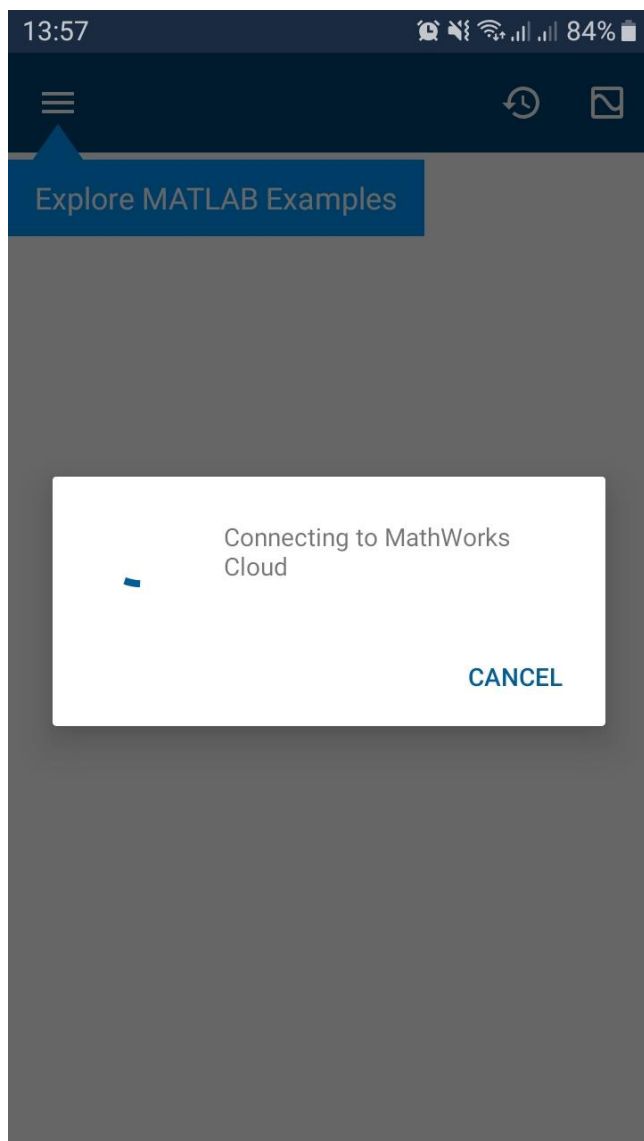 13:57 84%
Explore MATLAB Examples
Connecting to MathWorks
Cloud
CANCEL